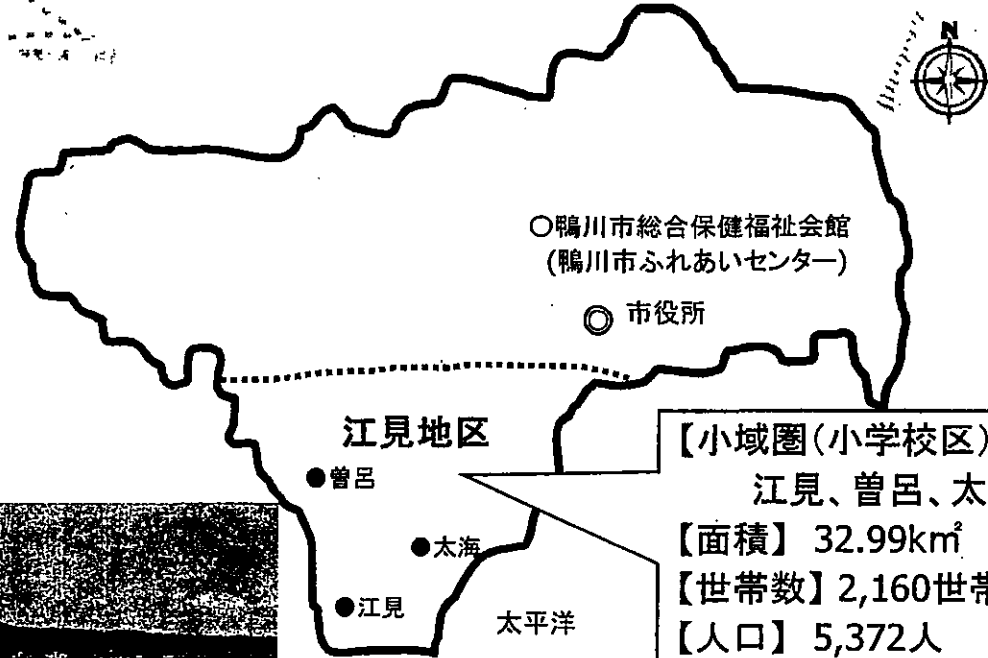 N
○鴨川市総合保健福祉会館
(鴨川市ふれあいセンター)
市役所
江見地区
曽呂
太海
江見
太平洋
【小域圏(小学校区)
江見、曽呂、太
【面積】 32.99km²
【世帯数】2,160世帯
【人口】 5,372人